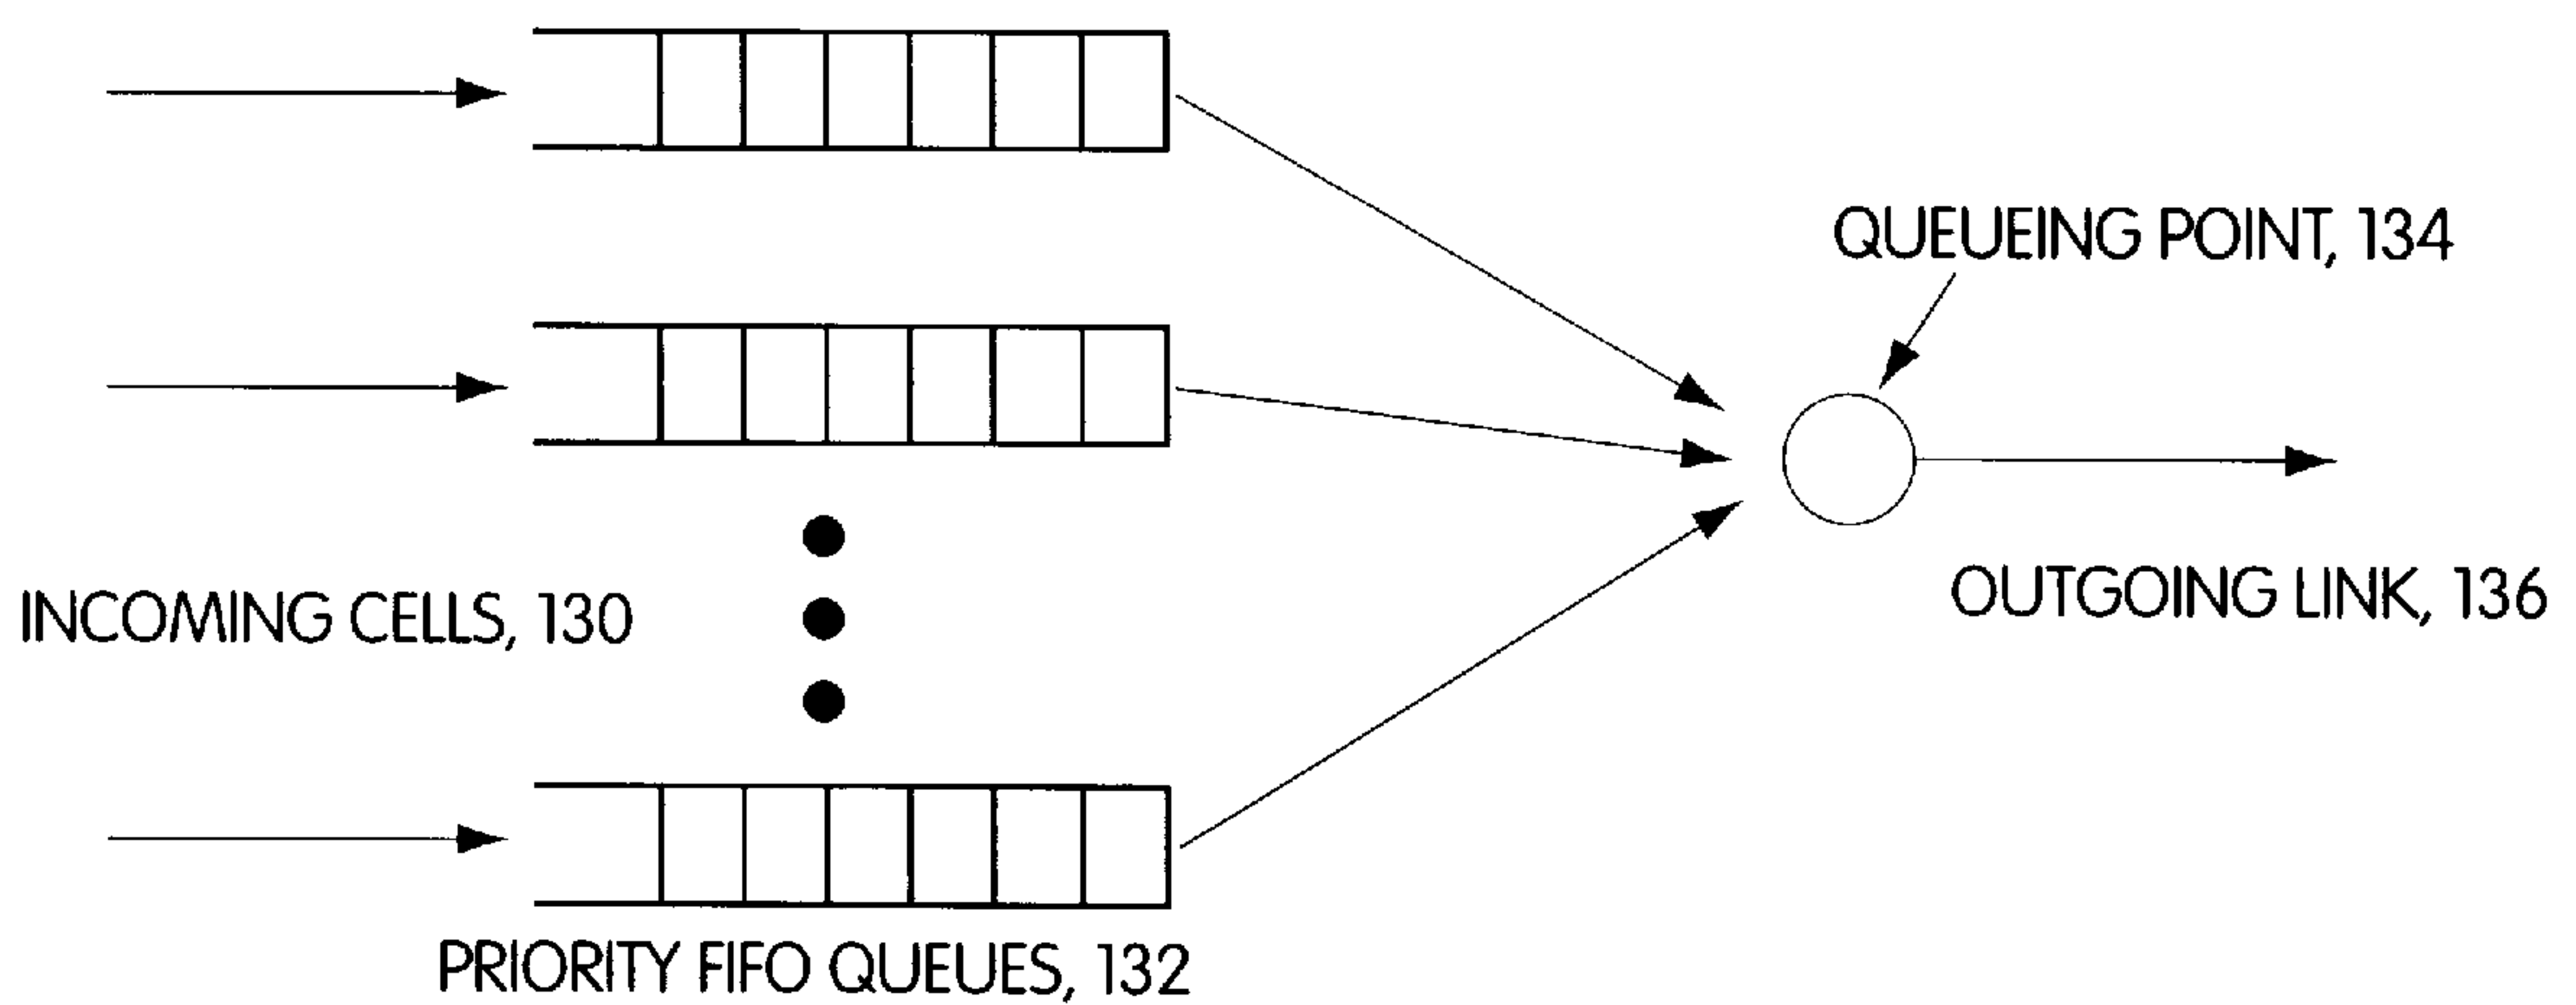 QUEUEING POINT, 134
INCOMING CELLS, 130
OUTGOING LINK, 136
PRIORITY FIFO QUEUES, 132